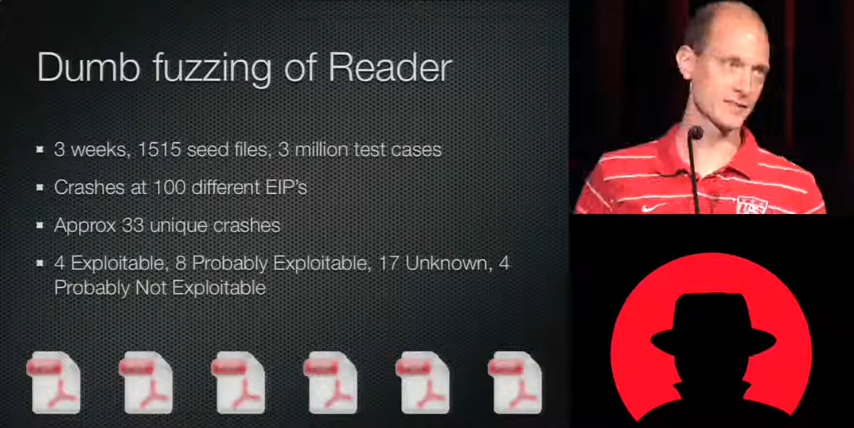 Dumb fuzzing of Reader
3 weeks, 1515 seed files, 3 million test cases
Crashes at 100 different EIP's
Approx 33 unique crashes
4 Exploitable, 8 Probably Exploitable, 17 Unknown, 4
Probably Not Exploitable